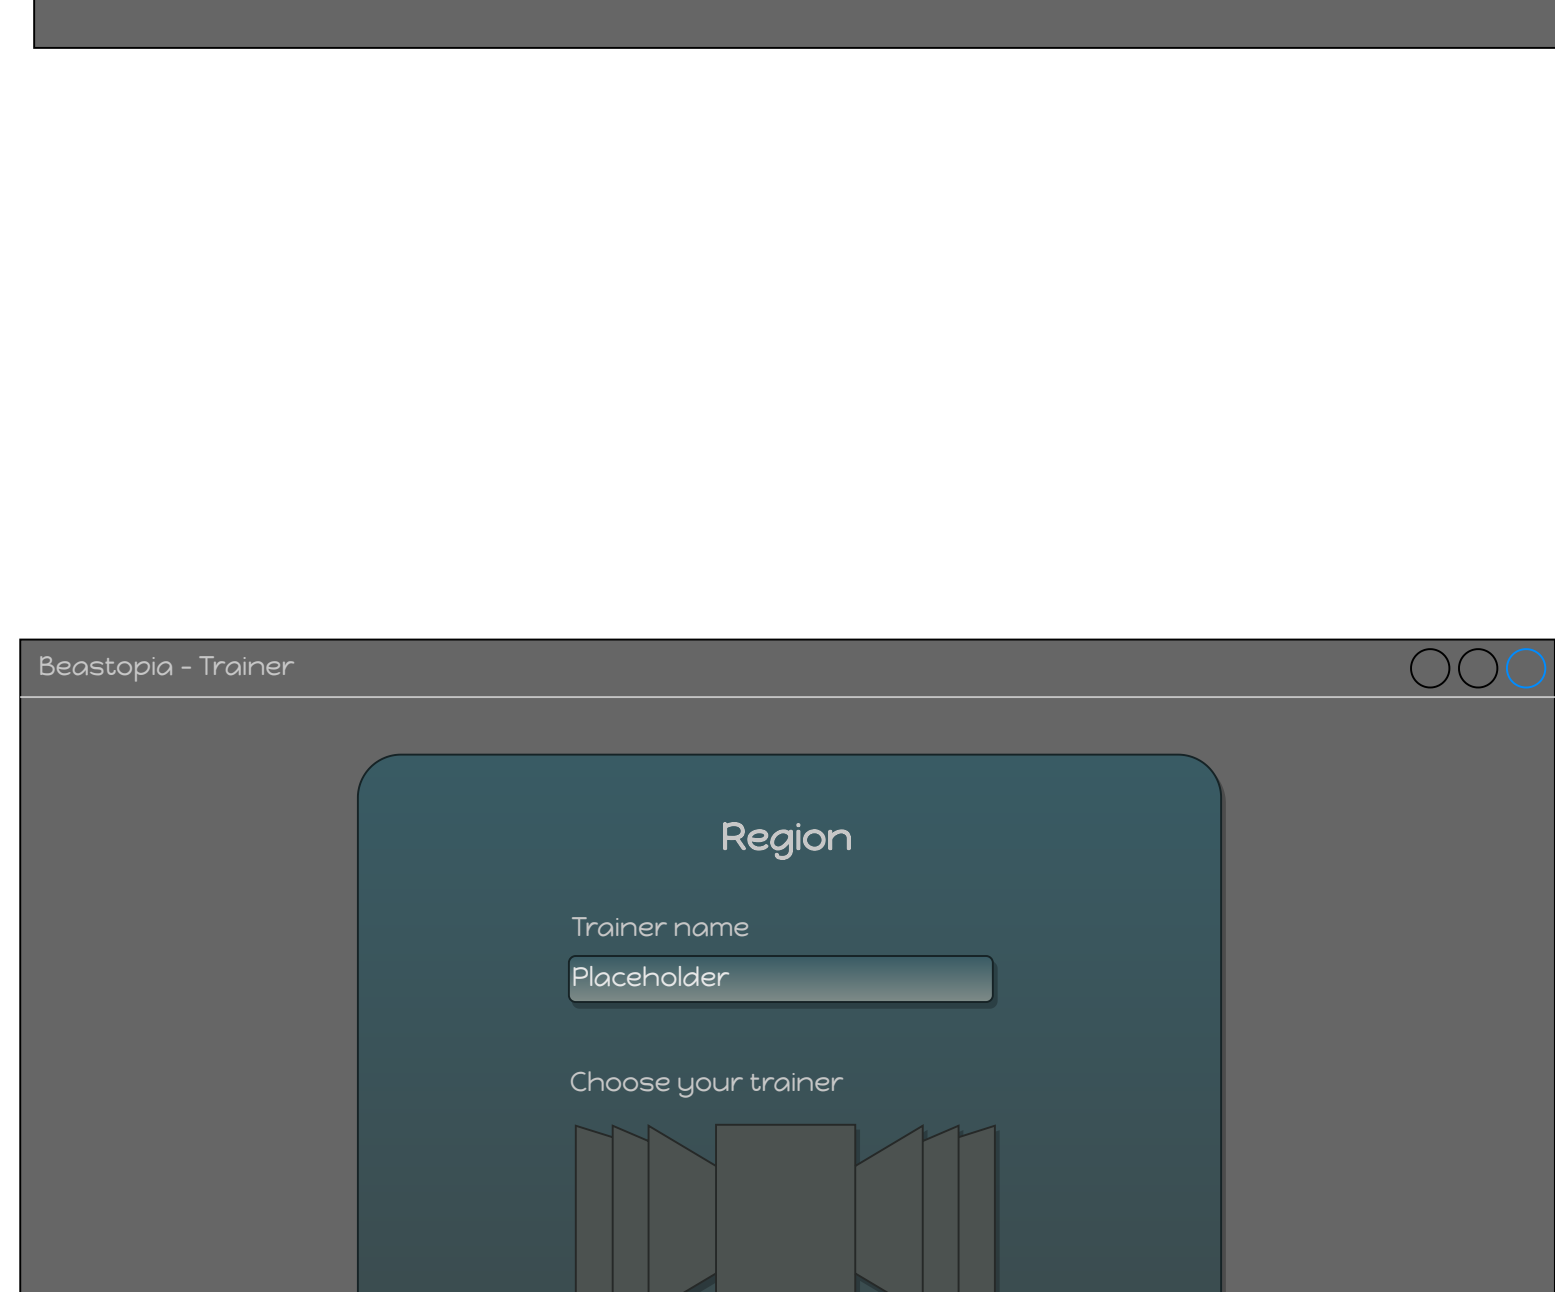 Beastopia - Trainer
Region
Trainer name
Placeholder
Choose your trainer